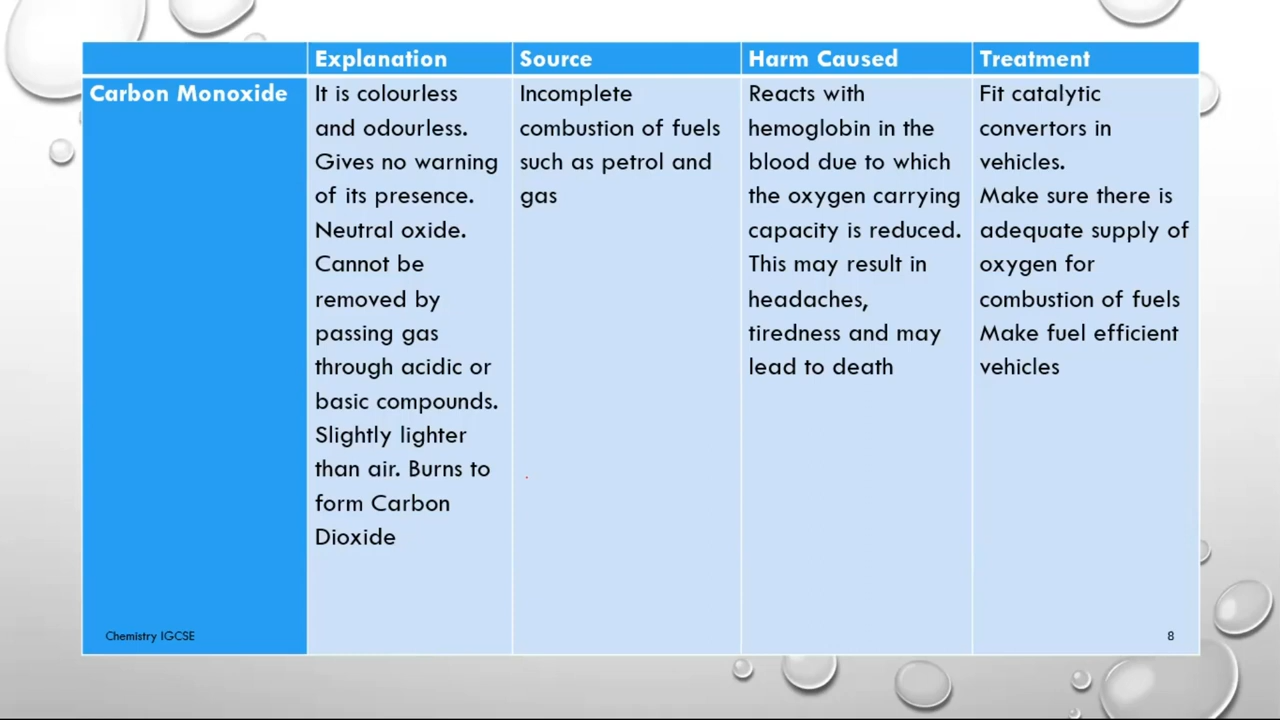 Explanation
Source
Harm Caused
Treatment
Carbon Monoxide
It is colourless
and odourless.
Gives no warning
of its presence.
Neutral oxide.
Cannot be
removed by
passing gas
through acidic or
basic compounds.
Slightly lighter
than air. Burns to
form Carbon
Dioxide
Incomplete
combustion of fuels
such as petrol and
gas
Reacts with
hemoglobin in the
blood due to which
the oxygen carrying
capacity is reduced.
This may result in
headaches,
tiredness and may
lead to death
Fit catalytic
convertors in
vehicles.
Make sure there is
adequate supply of
oxygen for
combustion of fuels
Make fuel efficient
vehicles
Chemistry IGCSE
8